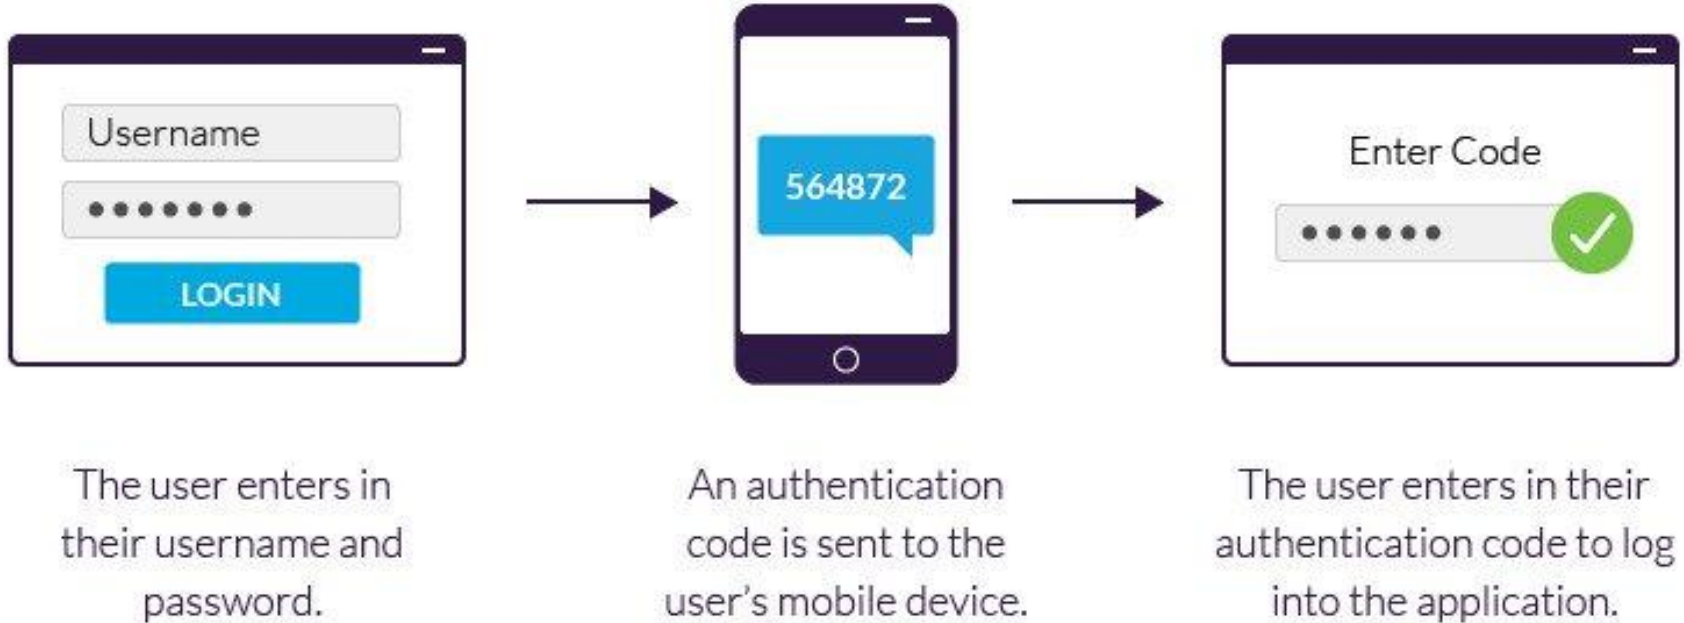 Username
•••••••
LOGIN
564872
Enter Code
••••••
The user enters in
their username and
password.
An authentication
code is sent to the
user's mobile device.
The user enters in their
authentication code to log
into the application.